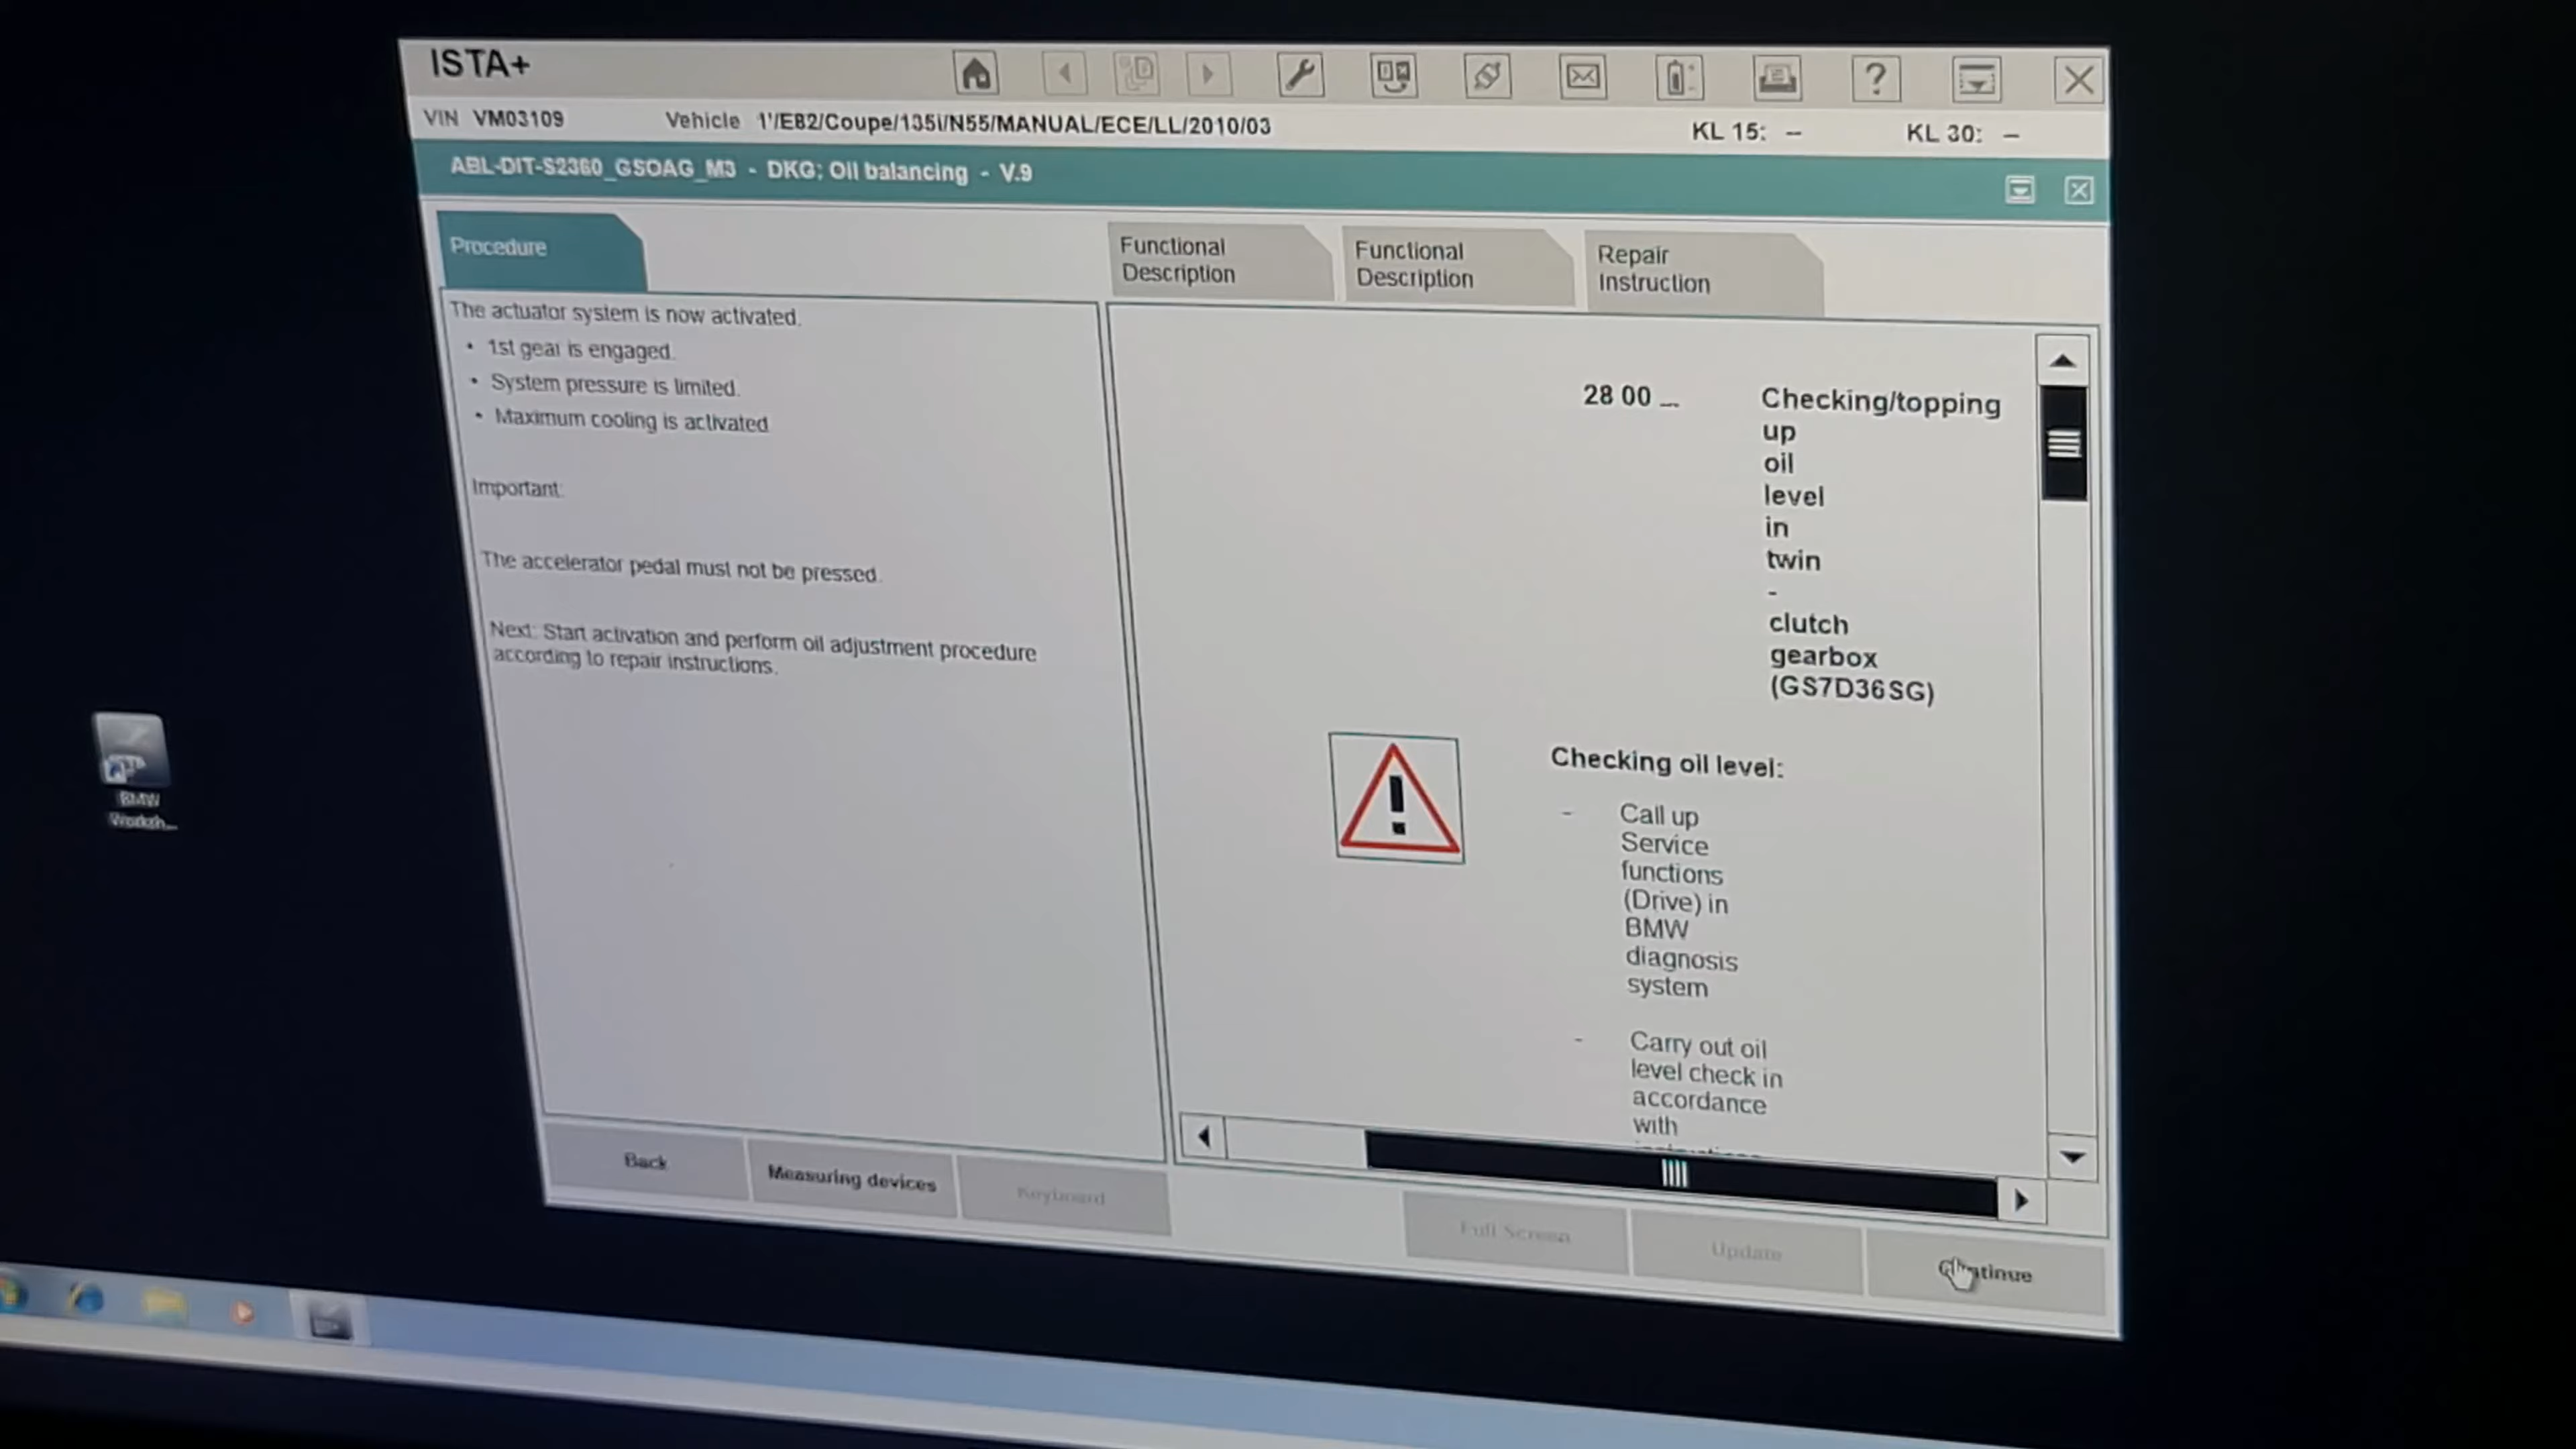 ISTA+
VIN VM03109
Vehicle 1'/E82/Coupe/135i/N55/MANUAL/ECE/LL/2010/03
KL 15: –
KL 30: –
ABL-DIT-S2360_GSOAG_M3 - DKG; Oil balancing - V.9
Procedure
The actuator system is now activated.
• 1st gear is engaged.
• System pressure is limited.
• Maximum cooling is activated
Important:
The accelerator pedal must not be pressed.
Next: Start activation and perform oil adjustment procedure
according to repair instructions.
Functional
Description
Functional
Description
Repair
Instruction
28 00 ...
Checking/topping
up
oil
level
in
twin
-
clutch
gearbox
(GS7D36SG)
Checking oil level:
- Call up
Service
functions
(Drive) in
BMW
diagnosis
system
- Carry out oil
level check in
accordance
with
Back
Measuring devices
Keyboard
Full Screen
Update
Continue
BMW
Worksh...